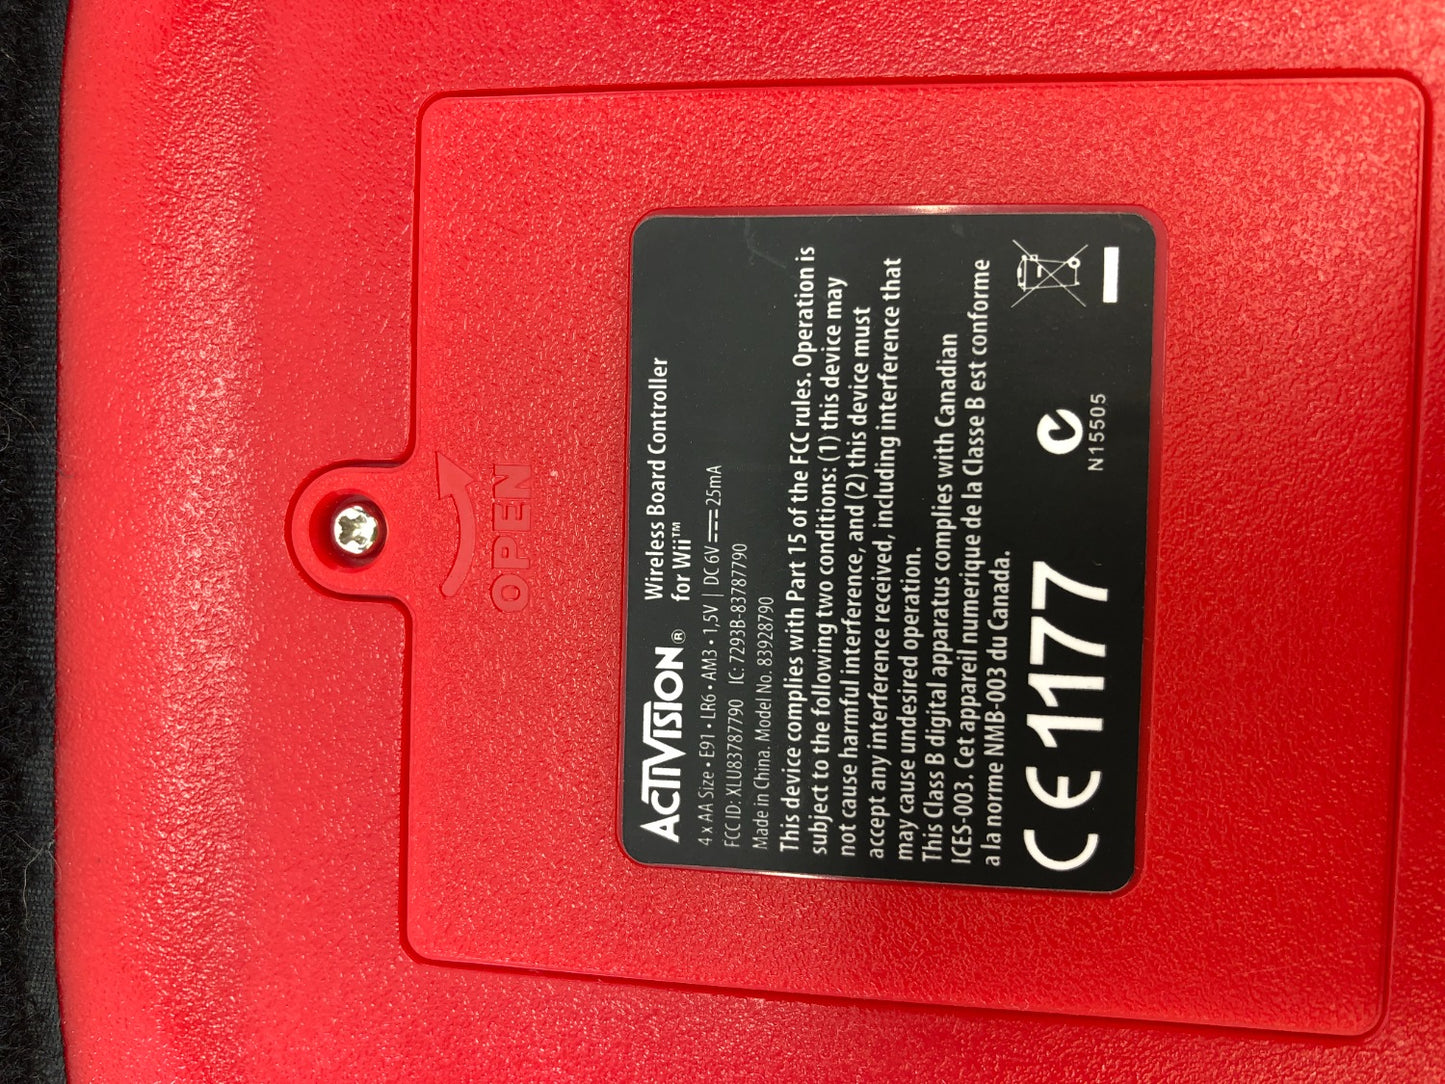 OPEN
ACTIVISION®
Wireless Board Controller
for Wii™
4 x AA Size • E91 • LR6 • AM3 • 1,5V | DC 6V ⎓ 25mA
FCC ID: XLU83787790 IC: 7293B-83787790
Made in China. Model No. 83928790
This device complies with Part 15 of the FCC rules. Operation is
subject to the following two conditions: (1) this device may
not cause harmful interference, and (2) this device must
accept any interference received, including interference that
may cause undesired operation.
This Class B digital apparatus complies with Canadian
ICES-003. Cet appareil numerique de la Classe B est conforme
a la norme NMB-003 du Canada.
CE 1177
N15505